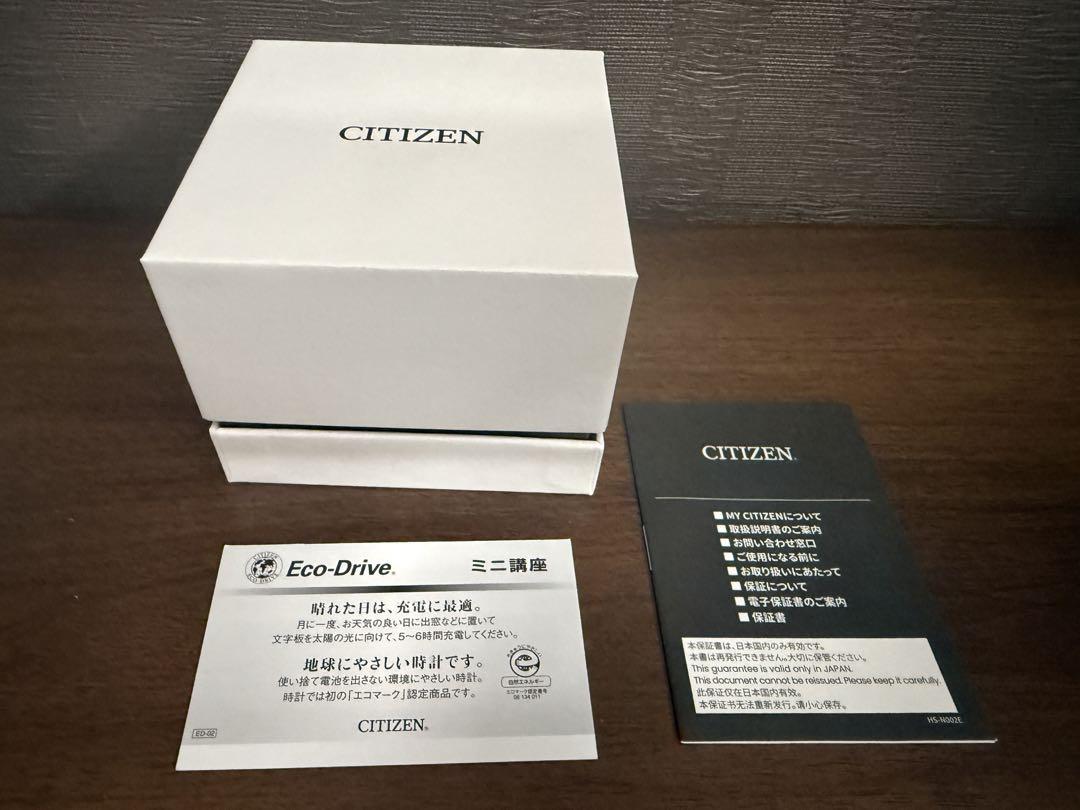 CITIZEN
CITIZEN
ECO-DRIVE
Eco-Drive®
ミニ講座
晴れた日は、充電に最適。
月に一度、お天気の良い日に出窓などに置いて
文字板を太陽の光に向けて、5〜6時間充電してください。
地球にやさしい時計です。
使い捨て電池を出さない環境にやさしい時計。
時計では初の「エコマーク」認定商品です。
自然エネルギー
エコマーク認定番号
06 134 011
CITIZEN®
ED-02
CITIZEN®
■ MY CITIZENについて
■ 取扱説明書のご案内
■ お問い合わせ窓口
■ ご使用になる前に
■ お取り扱いにあたって
■ 保証について
■ 電子保証書のご案内
■ 保証書
本保証書は、日本国内のみ有効です。
本書は再発行できません。大切に保管ください。
This guarantee is valid only in JAPAN.
This document cannot be reissued. Please keep it carefully.
此保证仅在日本国内有效。
本保证书无法重新发行。请小心保存。
HS-N002E